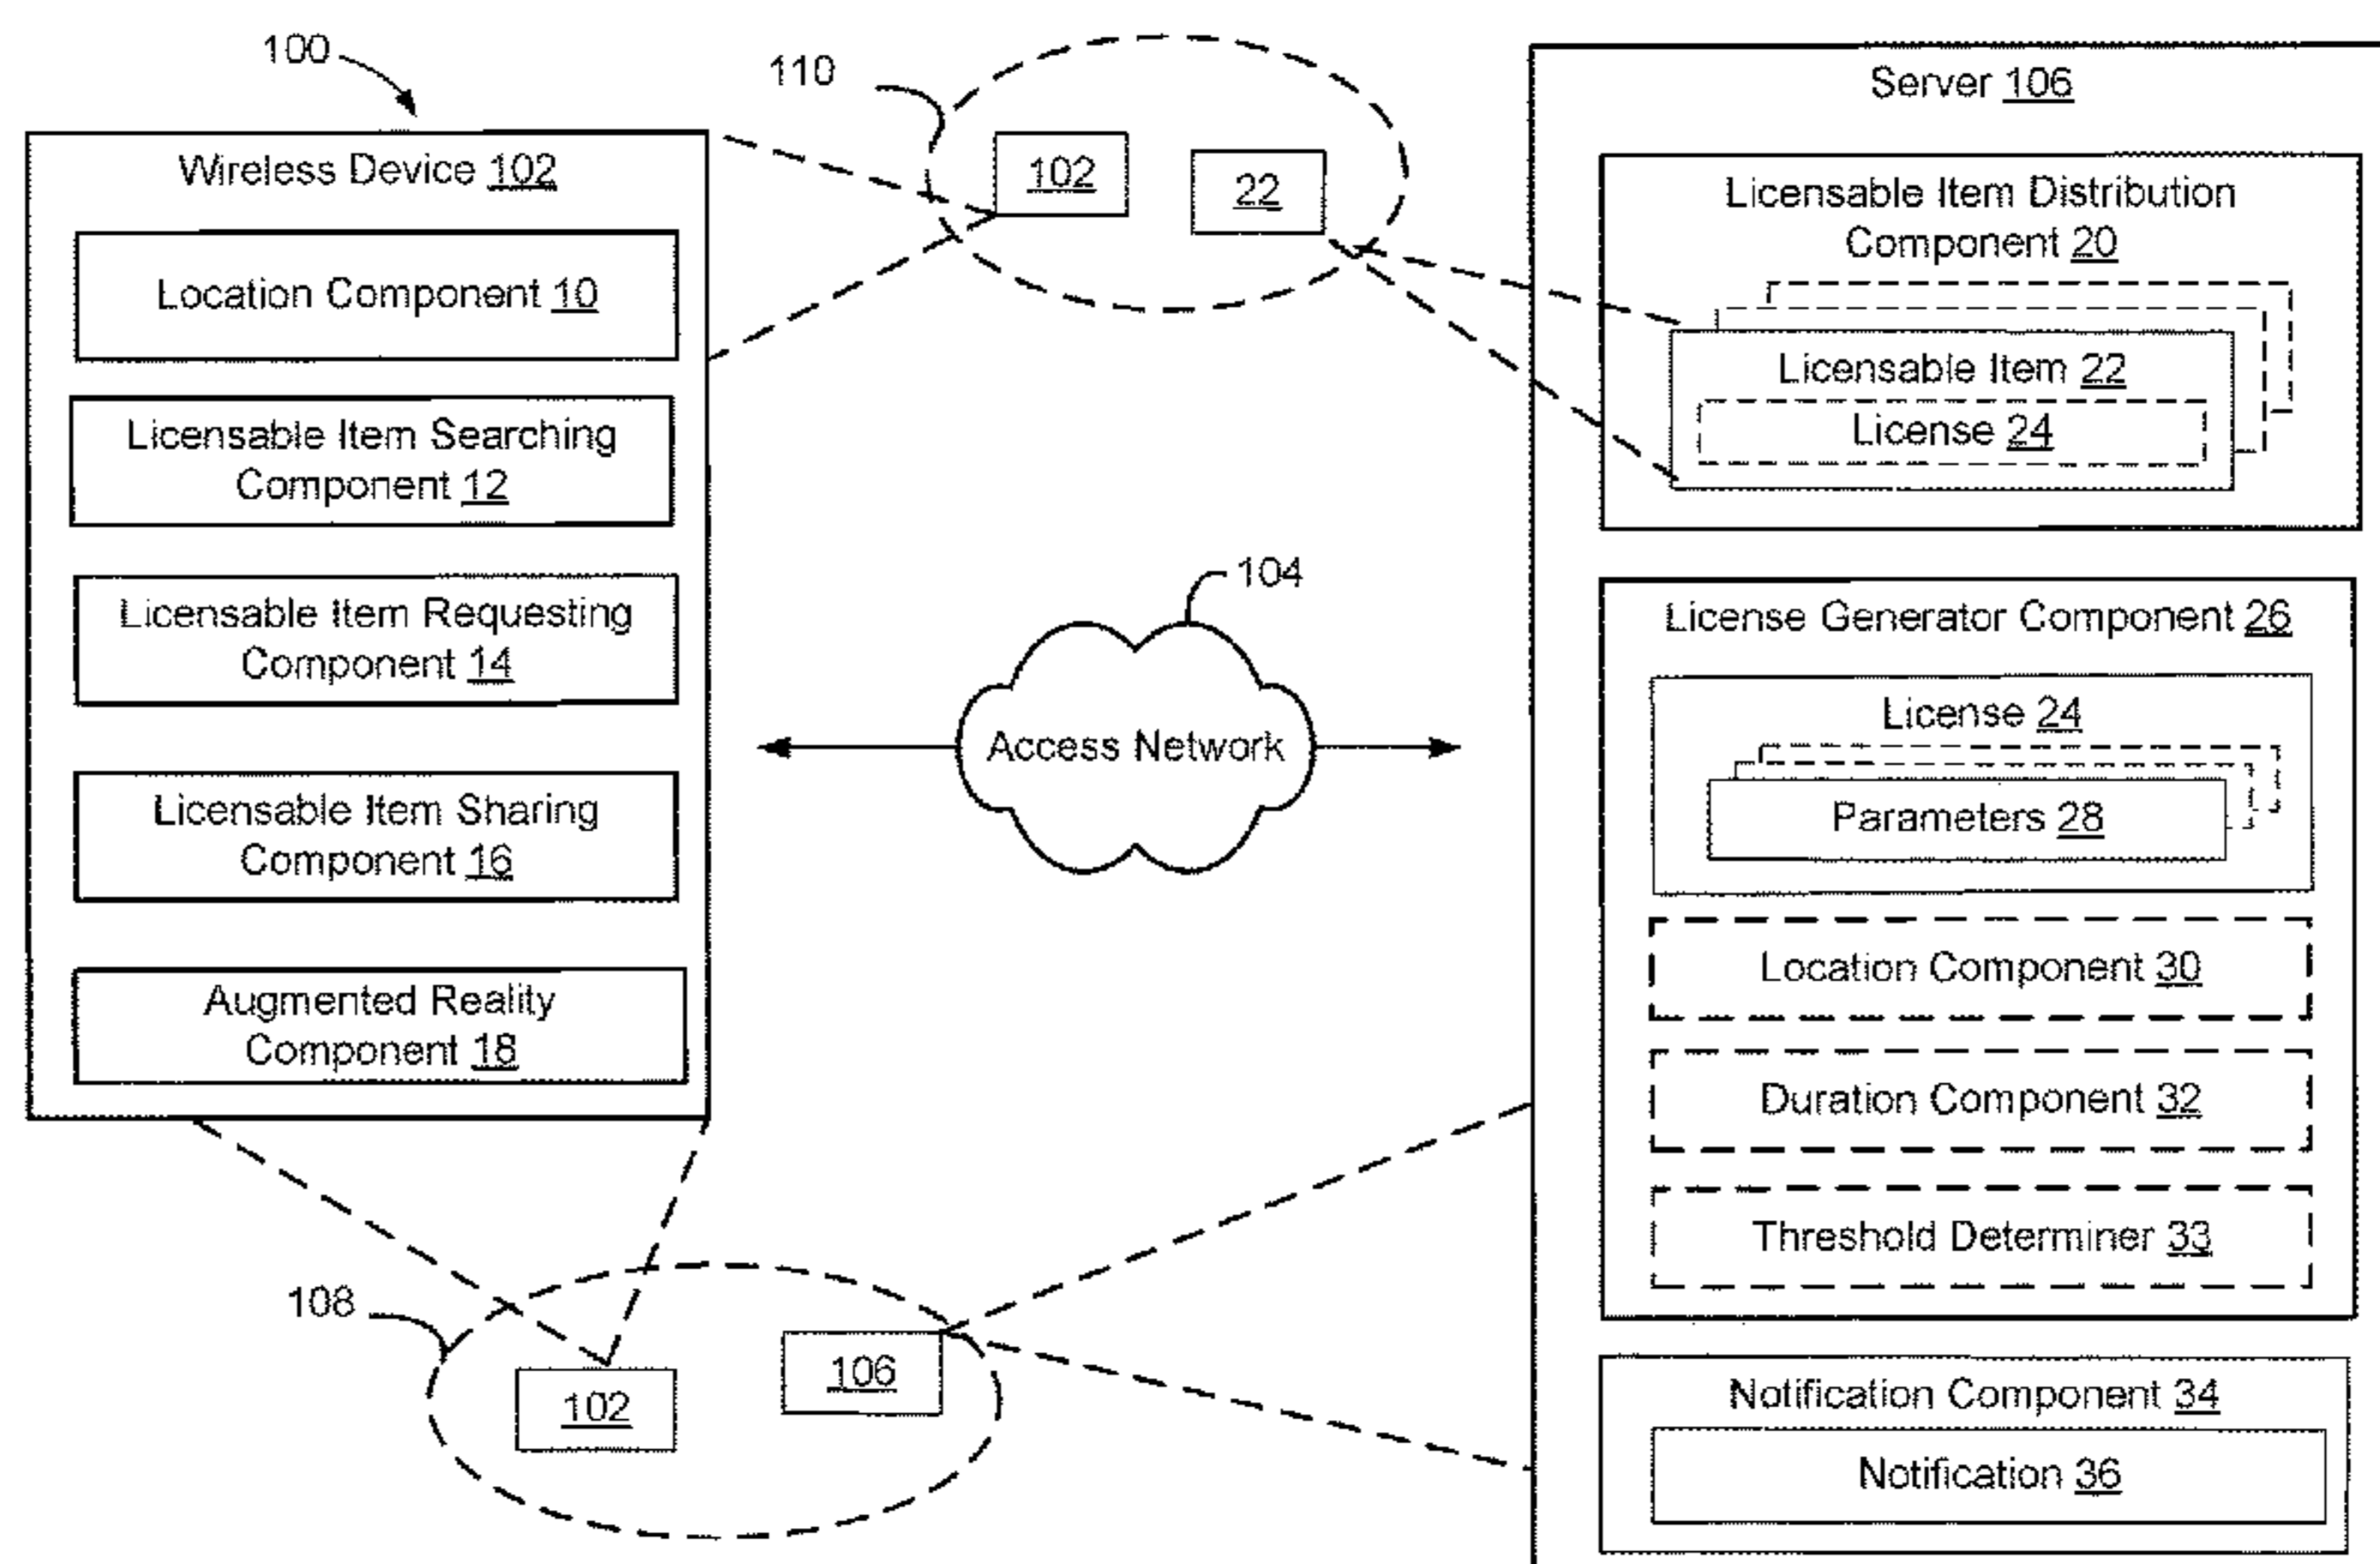 100
Wireless Device 102
Location Component 10
Licensable Item Searching
Component 12
Licensable Item Requesting
Component 14
Licensable Item Sharing
Component 16
Augmented Reality
Component 18
110
102
22
104
Access Network
108
102
106
Server 106
Licensable Item Distribution
Component 20
Licensable Item 22
License 24
License Generator Component 26
License 24
Parameters 28
Location Component 30
Duration Component 32
Threshold Determiner 33
Notification Component 34
Notification 36